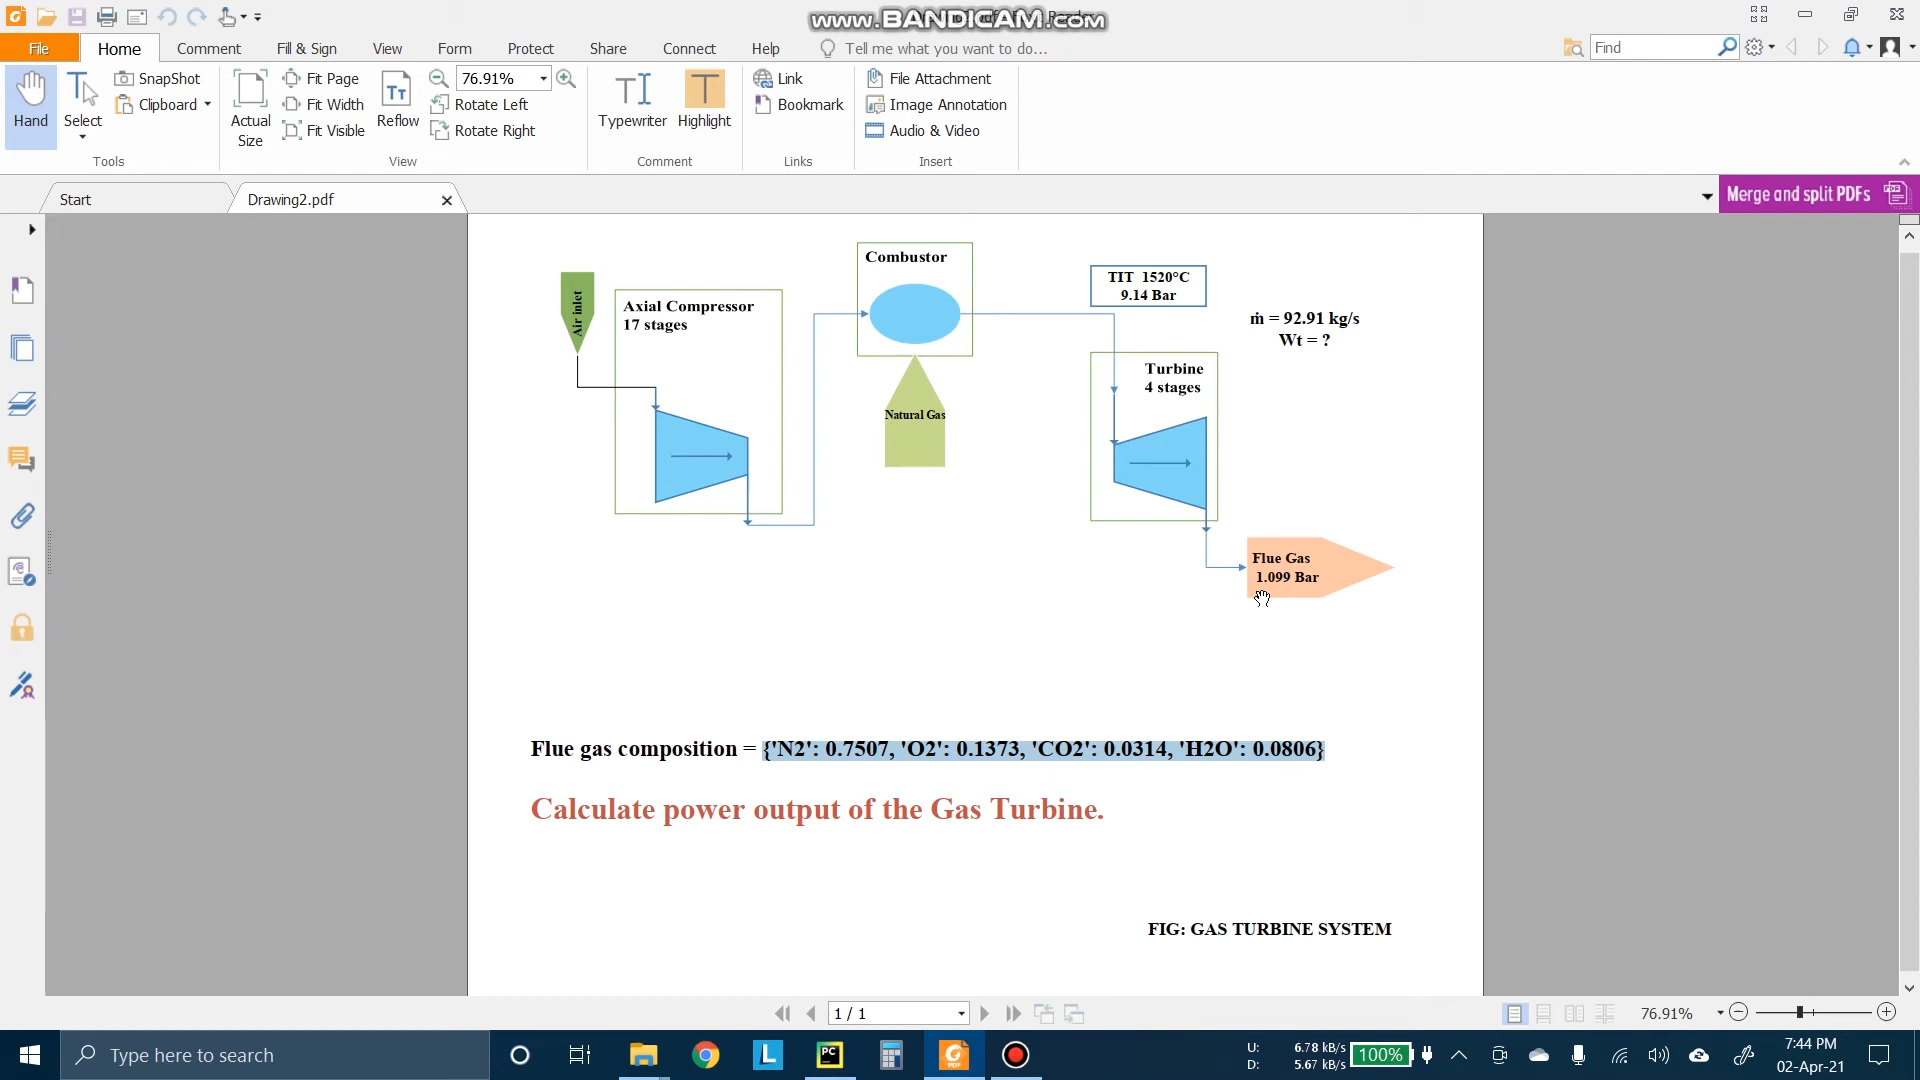 www.BANDICAM.com
File
Home
Comment
Fill & Sign
View
Form
Protect
Share
Connect
Help
Tell me what you want to do...
Find
Hand
Select
SnapShot
Clipboard
Tools
Actual
Size
Fit Page
Fit Width
Fit Visible
Reflow
76.91%
Rotate Left
Rotate Right
View
Typewriter
Highlight
Comment
Link
Bookmark
Links
File Attachment
Image Annotation
Audio & Video
Insert
Start
Drawing2.pdf
Merge and split PDFs
Air inlet
Axial Compressor
17 stages
Combustor
Natural Gas
TIT 1520°C
9.14 Bar
ṁ = 92.91 kg/s
Wt = ?
Turbine
4 stages
Flue Gas
1.099 Bar
Flue gas composition = {'N2': 0.7507, 'O2': 0.1373, 'CO2': 0.0314, 'H2O': 0.0806}
Calculate power output of the Gas Turbine.
FIG: GAS TURBINE SYSTEM
1 / 1
76.91%
Type here to search
PC
PDF
U: 6.78 kB/s
D: 5.67 kB/s
100%
7:44 PM
02-Apr-21